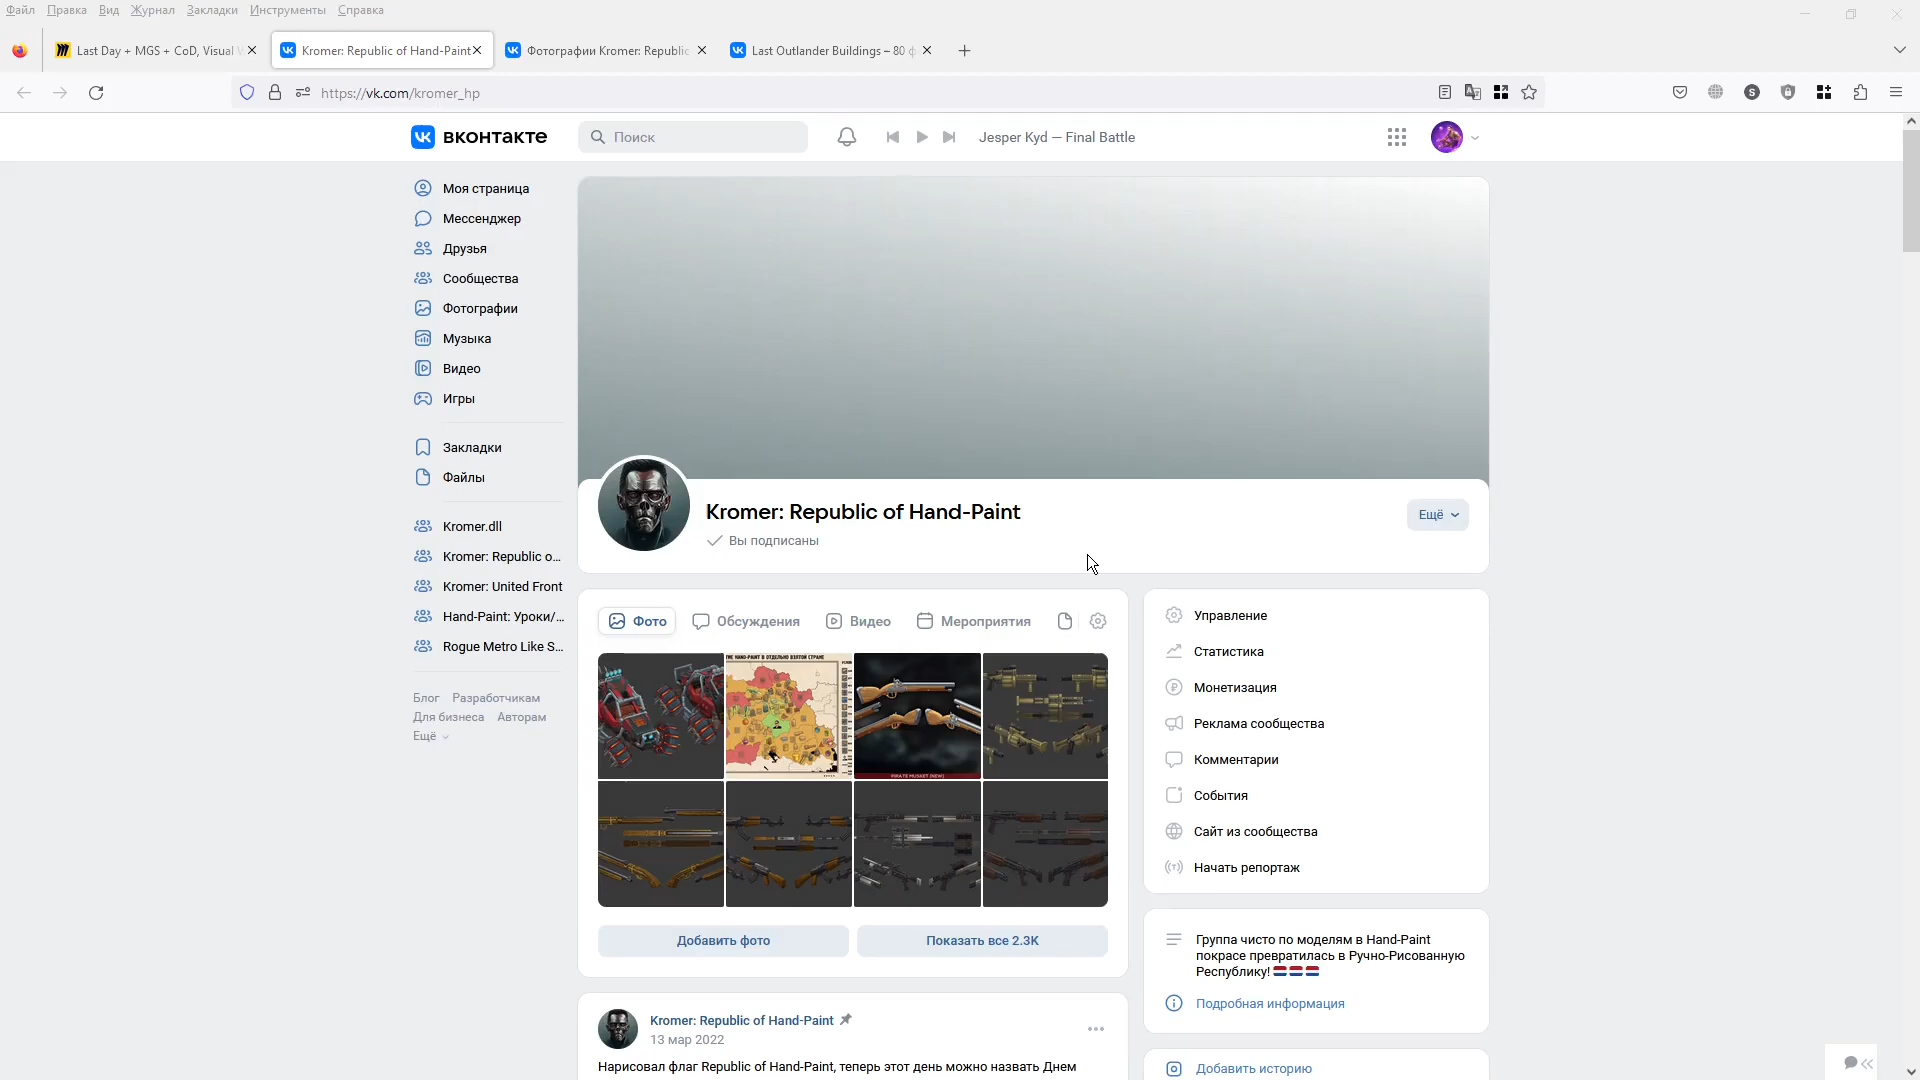 Файл Правка Вид Журнал Закладки Инструменты Справка
Last Day + MGS + CoD, Visual
Kromer: Republic of Hand-Paint
Фотографии Kromer: Republic
Last Outlander Buildings – 80 ф
https://vk.com/kromer_hp
вконтакте
Поиск
Jesper Kyd — Final Battle
Моя страница
Мессенджер
Друзья
Сообщества
Фотографии
Музыка
Видео
Игры
Закладки
Файлы
Kromer.dll
Kromer: Republic o...
Kromer: United Front
Hand-Paint: Уроки/...
Rogue Metro Like S...
Блог Разработчикам
Для бизнеса Авторам
Ещё
Kromer: Republic of Hand-Paint
Вы подписаны
Ещё
Фото Обсуждения Видео Мероприятия
PIRATE MUSKET [NEW]
Добавить фото
Показать все 2.3K
Kromer: Republic of Hand-Paint
13 мар 2022
Нарисовал флаг Republic of Hand-Paint, теперь этот день можно назвать Днем
Управление
Статистика
Монетизация
Реклама сообщества
Комментарии
События
Сайт из сообщества
Начать репортаж
Группа чисто по моделям в Hand-Paint
покрасе превратилась в Ручно-Рисованную
Республику!
Подробная информация
Добавить историю